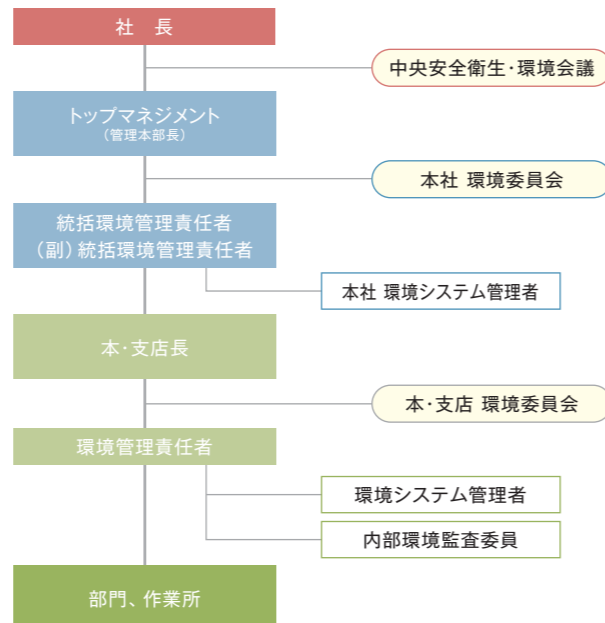 社　長
中央安全衛生・環境会議
トップマネジメント
（管理本部長）
本社 環境委員会
統括環境管理責任者
（副）統括環境管理責任者
本社 環境システム管理者
本・支店長
本・支店 環境委員会
環境管理責任者
環境システム管理者
内部環境監査委員
部門、作業所